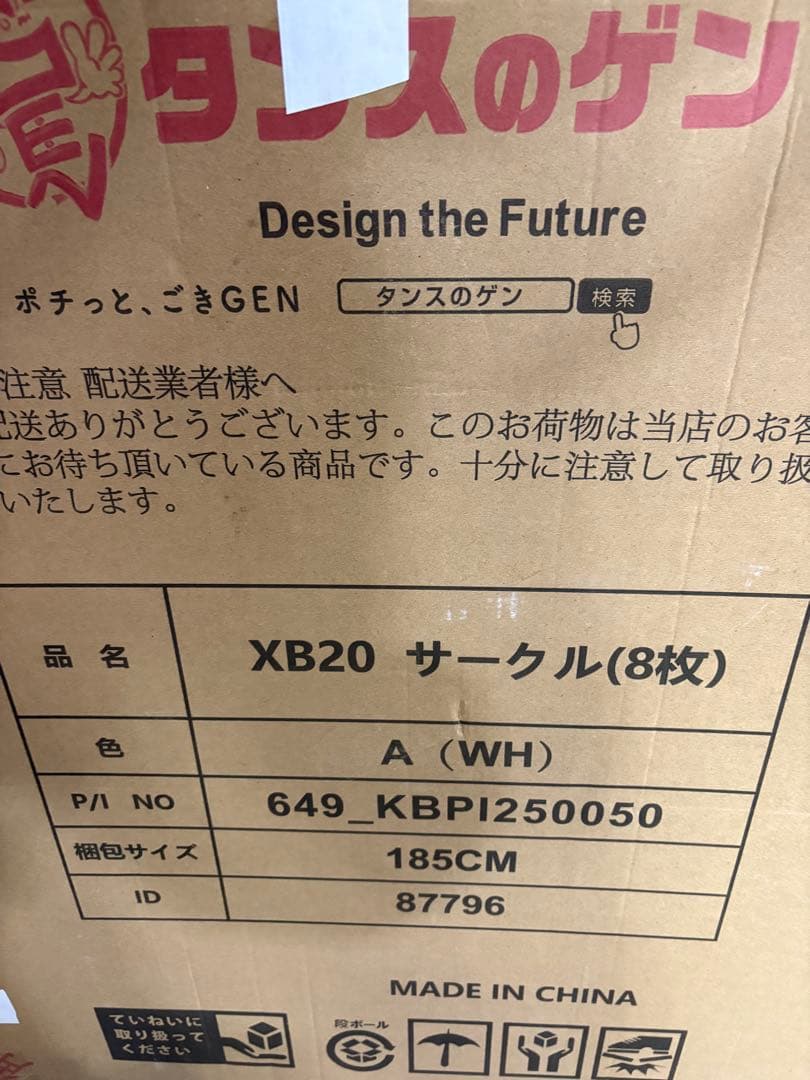 GEN
タンスのゲン
Design the Future
ポチっと、ごきGEN タンスのゲン 検索
注意 配送業者様へ
配送ありがとうございます。このお荷物は当店のお客
にお待ち頂いている商品です。十分に注意して取り扱
いたします。
品 名 XB20 サークル(8枚)
色 A（WH）
P/I NO 649_KBPI250050
梱包サイズ 185CM
ID 87796
MADE IN CHINA
ていねいに
取り扱って
ください
段ボール